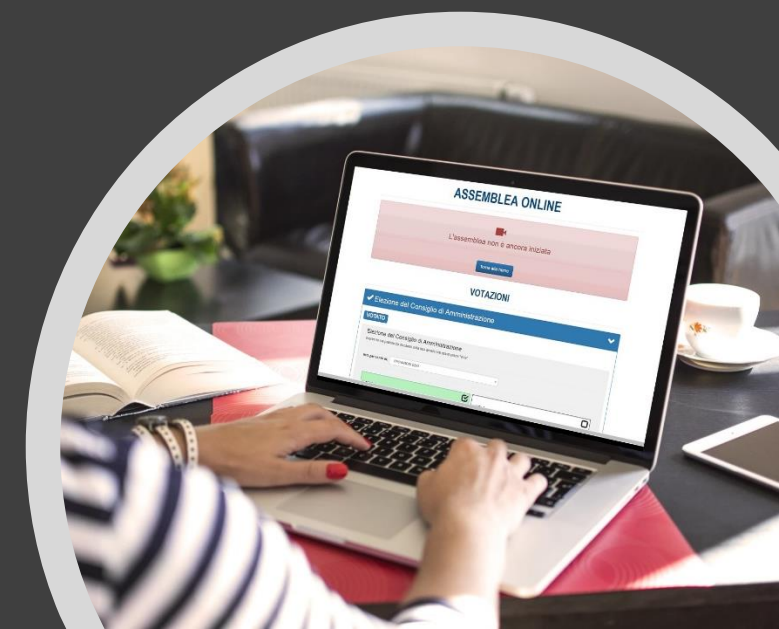 ASSEMBLEA ONLINE
L'assemblea non è ancora iniziata
VOTAZIONI
Elezione del Consiglio di Amministrazione
VOTATO
Elezione del Consiglio di Amministrazione